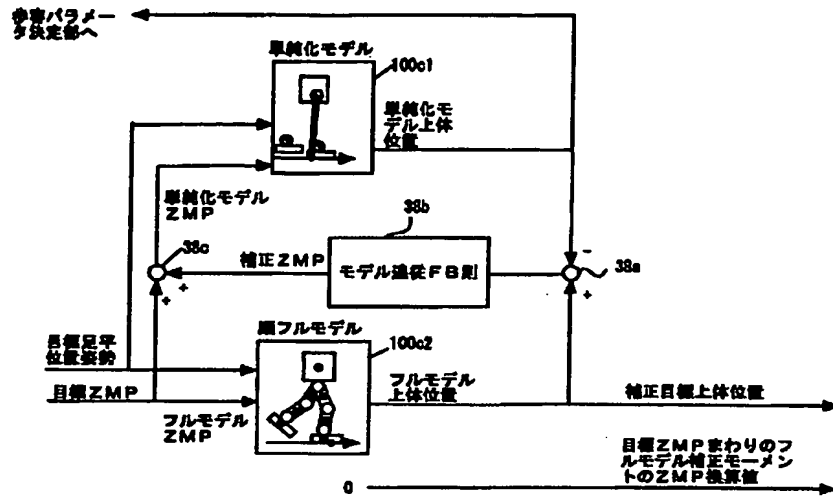 歩容パラメー
タ決定部へ
単純化モデル
100c1
単純化モ
デル上体
位置
単純化モデル
ZMP
38c
38b
補正ZMP
モデル追従FB則
-
38a
+
+
+
目標足平
位置姿勢
順フルモデル
100c2
目標ZMP
フルモデル
ZMP
フルモデル
上体位置
補正目標上体位置
目標ZMPまわりのフ
ルモデル補正モーメン
トのZMP換算値
0